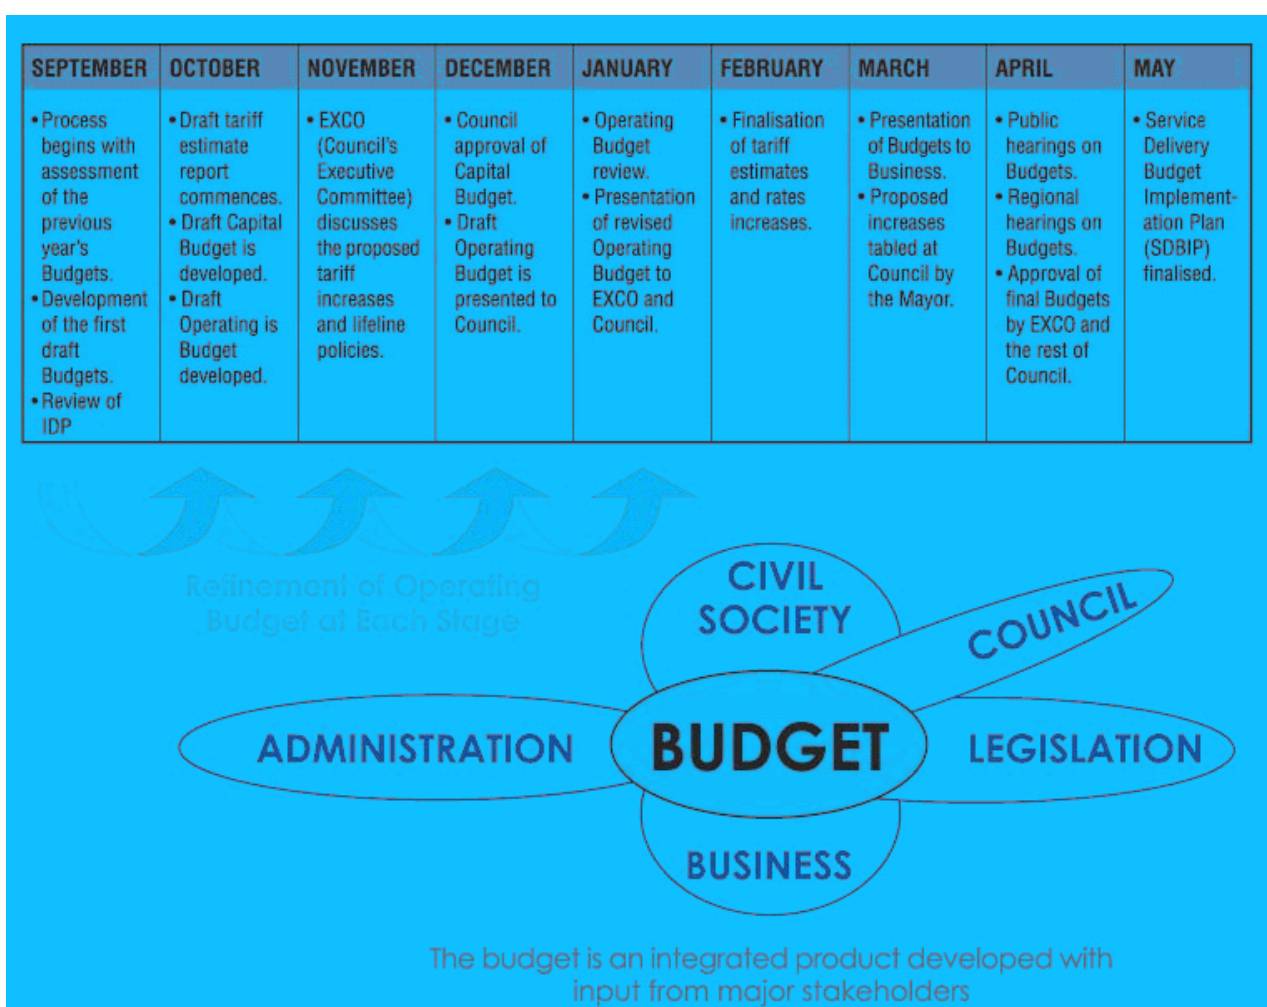 SEPTEMBER
• Process
begins with
assessment
of the
previous
year's
Budgets.
• Development
of the first
draft
Budgets.
• Review of
IDP
OCTOBER
• Draft tariff
estimate
report
commences.
• Draft Capital
Budget is
developed.
• Draft
Operating is
Budget
developed.
NOVEMBER
• EXCO
(Council's
Executive
Committee)
discusses
the proposed
tariff
increases
and lifeline
policies.
DECEMBER
• Council
approval of
Capital
Budget.
• Draft
Operating
Budget is
presented to
Council.
JANUARY
• Operating
Budget
review.
• Presentation
of revised
Operating
Budget to
EXCO and
Council.
FEBRUARY
• Finalisation
of tariff
estimates
and rates
increases.
MARCH
• Presentation
of Budgets to
Business.
• Proposed
increases
tabled at
Council by
the Mayor.
APRIL
• Public
hearings on
Budgets.
• Regional
hearings on
Budgets.
• Approval of
final Budgets
by EXCO and
the rest of
Council.
MAY
• Service
Delivery
Budget
Implement-
ation Plan
(SDBIP)
finalised.
Refinement of Operating
Budget at Each Stage
CIVIL
SOCIETY
COUNCIL
ADMINISTRATION
BUDGET
LEGISLATION
BUSINESS
The budget is an integrated product developed with
input from major stakeholders